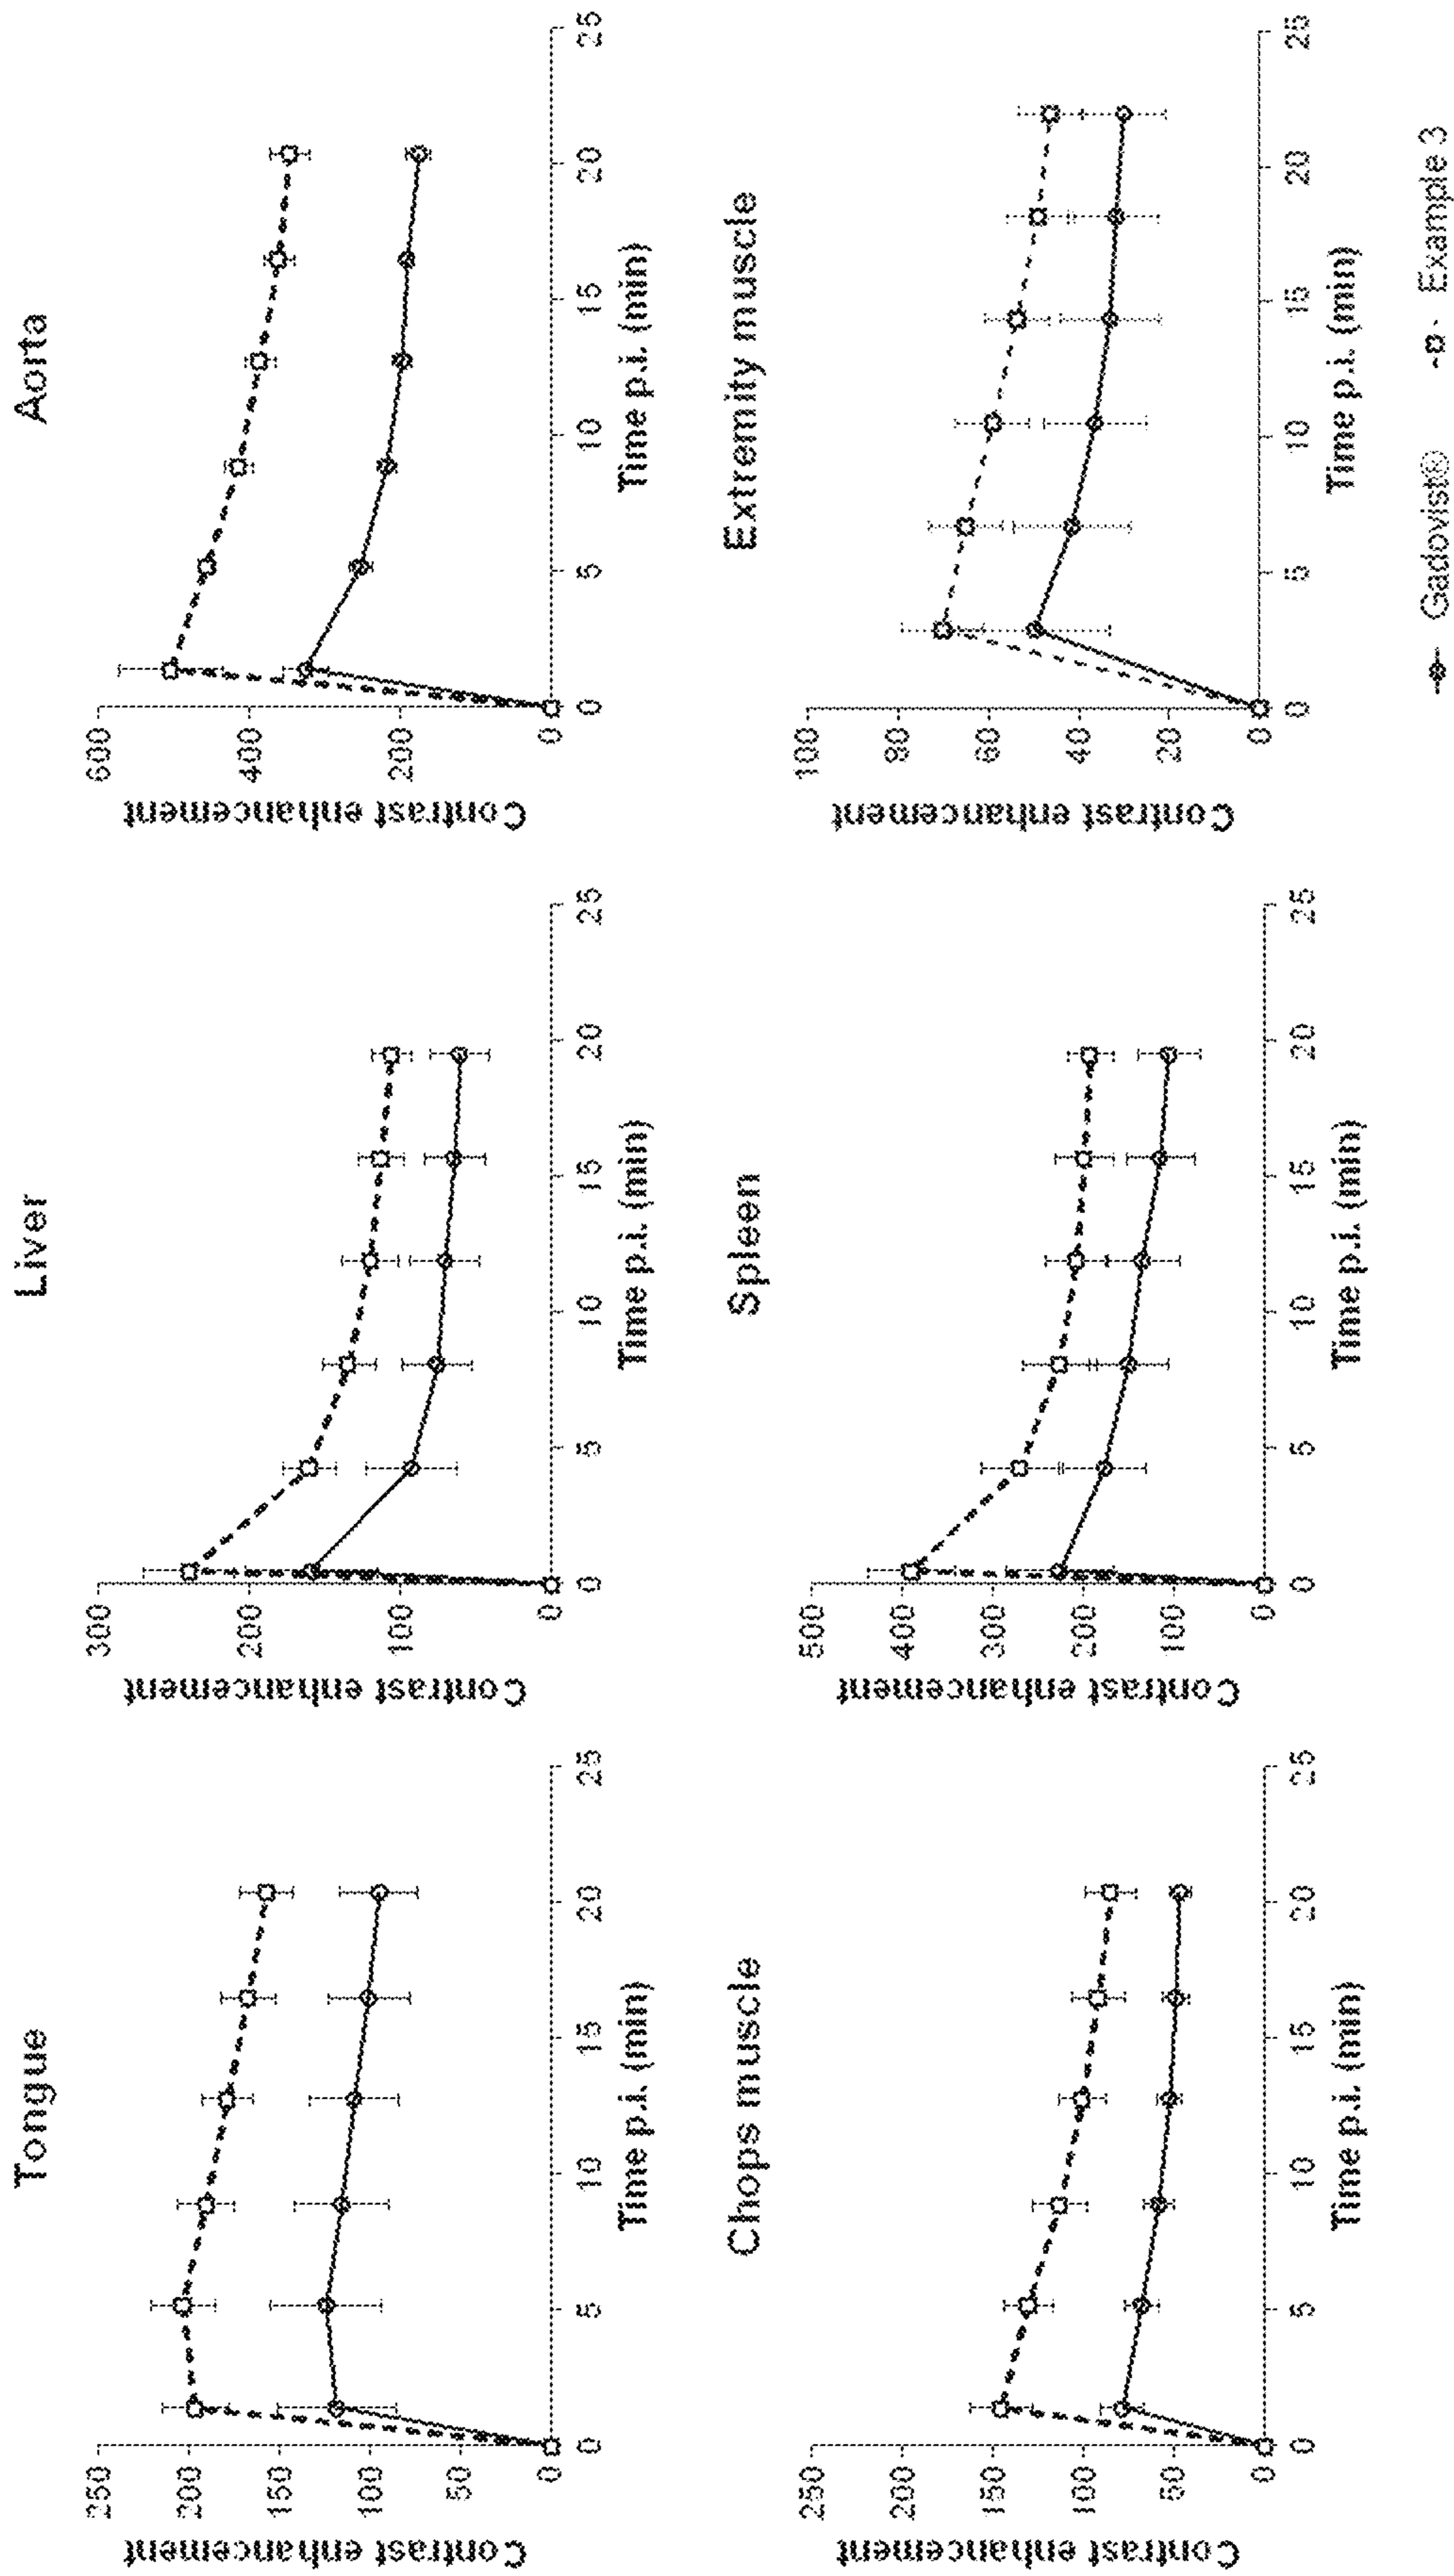 Tongue
Contrast enhancement
250
200
150
100
50
0
0 5 10 15 20 25
Time p.i. (min)
Liver
Contrast enhancement
300
200
100
0
0 5 10 15 20 25
Time p.i. (min)
Aorta
Contrast enhancement
600
400
200
0
0 5 10 15 20 25
Time p.i. (min)
Chops muscle
Contrast enhancement
250
200
150
100
50
0
0 5 10 15 20 25
Time p.i. (min)
Spleen
Contrast enhancement
500
400
300
200
100
0
0 5 10 15 20 25
Time p.i. (min)
Extremity muscle
Contrast enhancement
100
80
60
40
20
0
0 5 10 15 20 25
Time p.i. (min)
Gadovist® Example 3